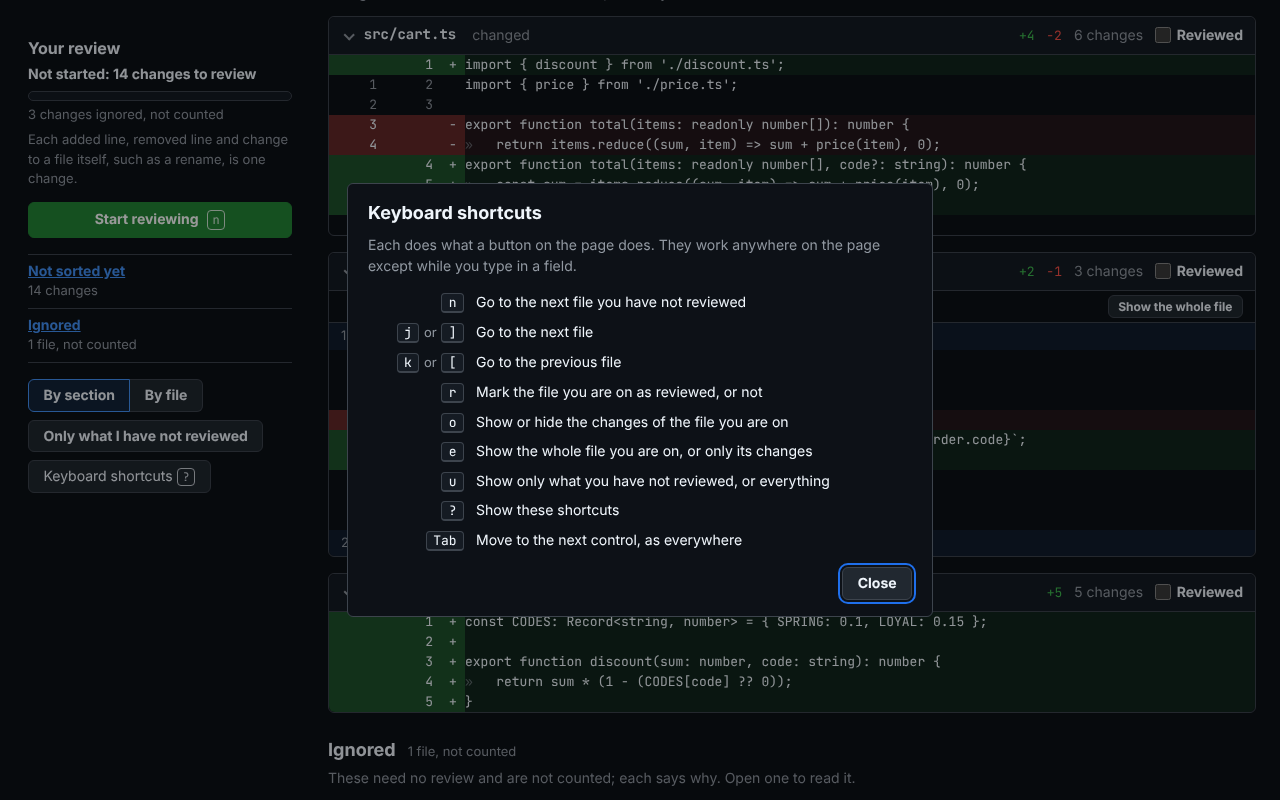 Your review
Not started: 14 changes to review
3 changes ignored, not counted
Each added line, removed line and change
to a file itself, such as a rename, is one
change.
Start reviewing n
Not sorted yet
14 changes
Ignored
1 file, not counted
By section By file
Only what I have not reviewed
Keyboard shortcuts ?
src/cart.ts changed +4 -2 6 changes Reviewed
1 + import { discount } from './discount.ts';
1 2 import { price } from './price.ts';
2 3
3 - export function total(items: readonly number[]): number {
4 - » return items.reduce((sum, item) => sum + price(item), 0);
4 + export function total(items: readonly number[], code?: string): number {
5 + » const sum = items.reduce((sum, item) => sum + price(item), 0);
+2 -1 3 changes Reviewed
Show the whole file
1
rder.code}`;
2
Keyboard shortcuts
Each does what a button on the page does. They work anywhere on the page
except while you type in a field.
n Go to the next file you have not reviewed
j or ] Go to the next file
k or [ Go to the previous file
r Mark the file you are on as reviewed, or not
o Show or hide the changes of the file you are on
e Show the whole file you are on, or only its changes
u Show only what you have not reviewed, or everything
? Show these shortcuts
Tab Move to the next control, as everywhere
Close
+5 5 changes Reviewed
1 + const CODES: Record<string, number> = { SPRING: 0.1, LOYAL: 0.15 };
2 +
3 + export function discount(sum: number, code: string): number {
4 + » return sum * (1 - (CODES[code] ?? 0));
5 + }
Ignored 1 file, not counted
These need no review and are not counted; each says why. Open one to read it.